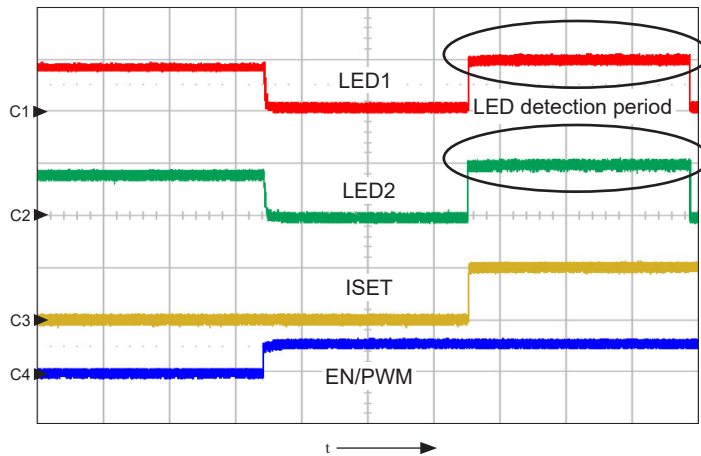 LED1
C1
LED detection period
LED2
C2
ISET
C3
C4
EN/PWM
t